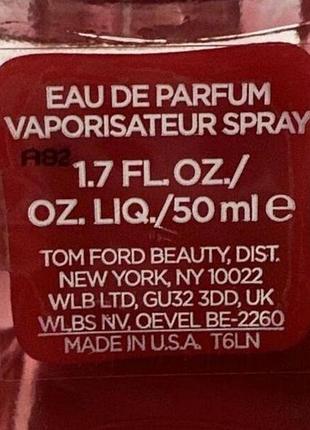 EAU DE PARFUM
VAPORISATEUR SPRAY
A82
1.7 FL.OZ./
OZ. LIQ./50 ml e
TOM FORD BEAUTY, DIST.
NEW YORK, NY 10022
WLB LTD, GU32 3DD, UK
WLBS NV, OEVEL BE-2260
MADE IN U.S.A. T6LN